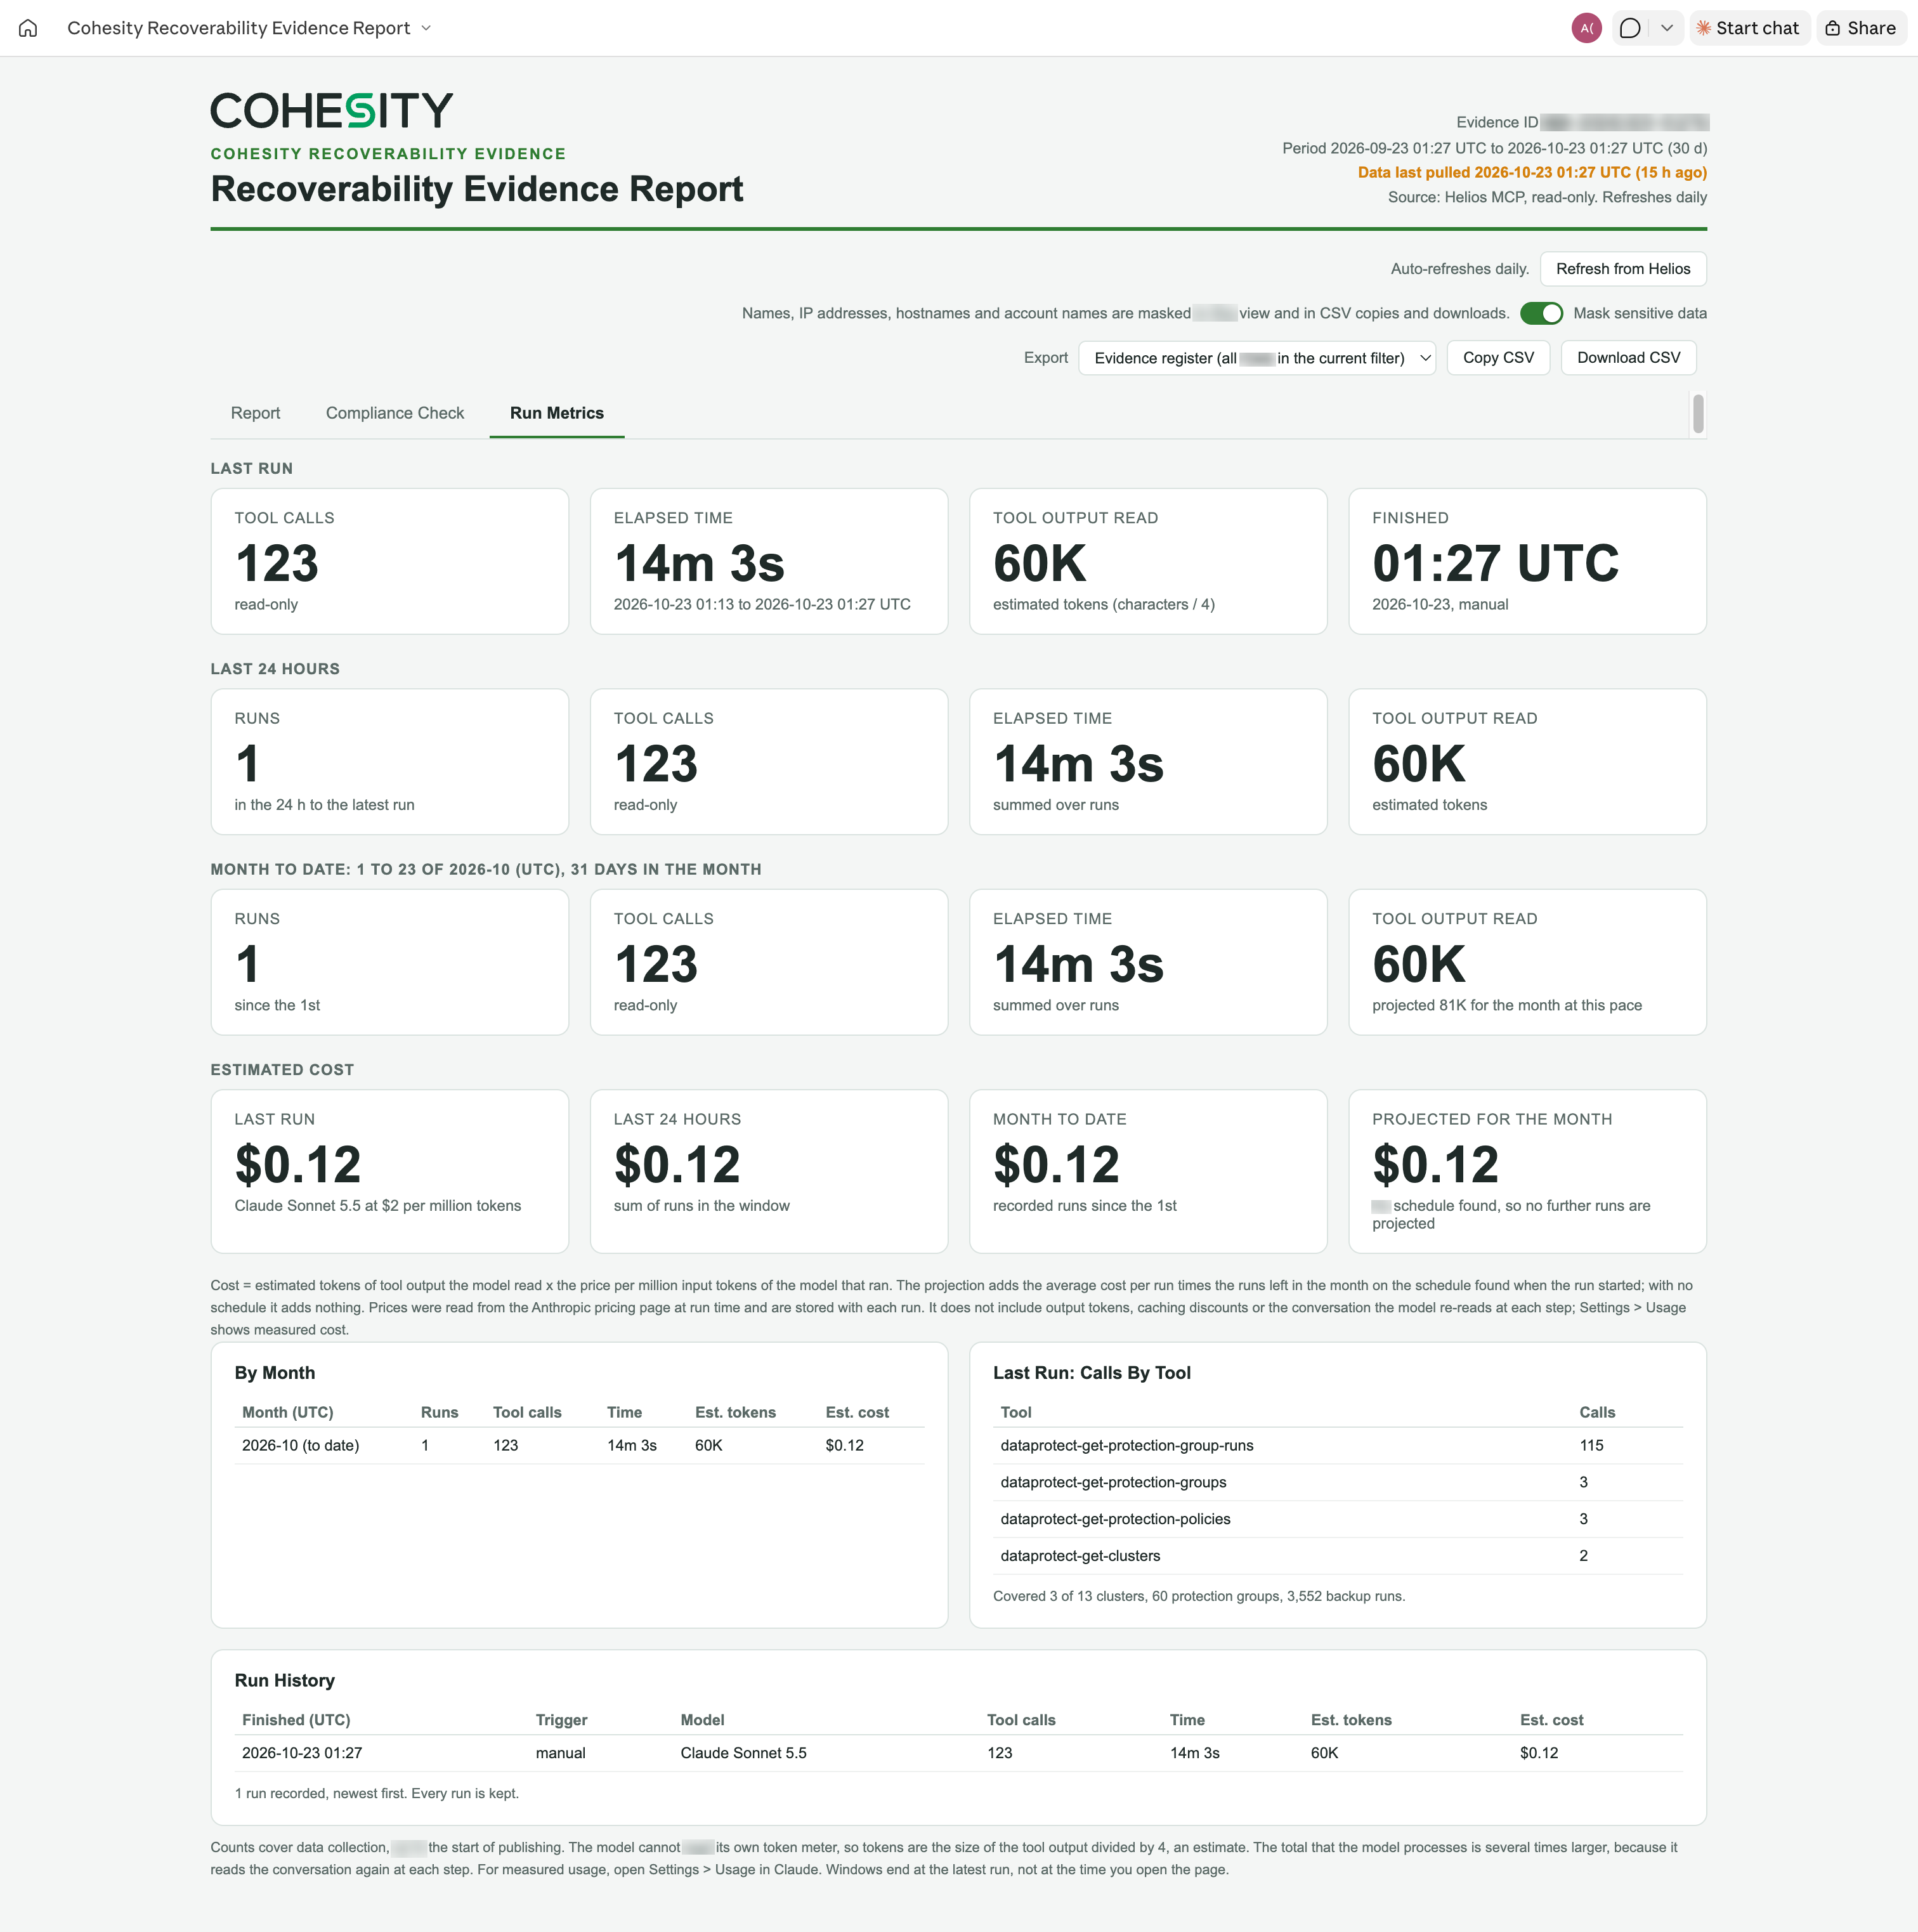 Cohesity Recoverability Evidence Report
A(
Start chat
Share
COHESITY
COHESITY RECOVERABILITY EVIDENCE
Recoverability Evidence Report
Evidence ID
Period 2026-09-23 01:27 UTC to 2026-10-23 01:27 UTC (30 d)
Data last pulled 2026-10-23 01:27 UTC (15 h ago)
Source: Helios MCP, read-only. Refreshes daily
Auto-refreshes daily.
Refresh from Helios
Names, IP addresses, hostnames and account names are masked view and in CSV copies and downloads.
Mask sensitive data
Export
Evidence register (all in the current filter)
Copy CSV
Download CSV
Report
Compliance Check
Run Metrics
LAST RUN
TOOL CALLS
123
read-only
ELAPSED TIME
14m 3s
2026-10-23 01:13 to 2026-10-23 01:27 UTC
TOOL OUTPUT READ
60K
estimated tokens (characters / 4)
FINISHED
01:27 UTC
2026-10-23, manual
LAST 24 HOURS
RUNS
1
in the 24 h to the latest run
TOOL CALLS
123
read-only
ELAPSED TIME
14m 3s
summed over runs
TOOL OUTPUT READ
60K
estimated tokens
MONTH TO DATE: 1 TO 23 OF 2026-10 (UTC), 31 DAYS IN THE MONTH
RUNS
1
since the 1st
TOOL CALLS
123
read-only
ELAPSED TIME
14m 3s
summed over runs
TOOL OUTPUT READ
60K
projected 81K for the month at this pace
ESTIMATED COST
LAST RUN
$0.12
Claude Sonnet 5.5 at $2 per million tokens
LAST 24 HOURS
$0.12
sum of runs in the window
MONTH TO DATE
$0.12
recorded runs since the 1st
PROJECTED FOR THE MONTH
$0.12
schedule found, so no further runs are
projected
Cost = estimated tokens of tool output the model read x the price per million input tokens of the model that ran. The projection adds the average cost per run times the runs left in the month on the schedule found when the run started; with no
schedule it adds nothing. Prices were read from the Anthropic pricing page at run time and are stored with each run. It does not include output tokens, caching discounts or the conversation the model re-reads at each step; Settings > Usage
shows measured cost.
By Month
Month (UTC) Runs Tool calls Time Est. tokens Est. cost
2026-10 (to date) 1 123 14m 3s 60K $0.12
Last Run: Calls By Tool
Tool Calls
dataprotect-get-protection-group-runs 115
dataprotect-get-protection-groups 3
dataprotect-get-protection-policies 3
dataprotect-get-clusters 2
Covered 3 of 13 clusters, 60 protection groups, 3,552 backup runs.
Run History
Finished (UTC) Trigger Model Tool calls Time Est. tokens Est. cost
2026-10-23 01:27 manual Claude Sonnet 5.5 123 14m 3s 60K $0.12
1 run recorded, newest first. Every run is kept.
Counts cover data collection, the start of publishing. The model cannot its own token meter, so tokens are the size of the tool output divided by 4, an estimate. The total that the model processes is several times larger, because it
reads the conversation again at each step. For measured usage, open Settings > Usage in Claude. Windows end at the latest run, not at the time you open the page.